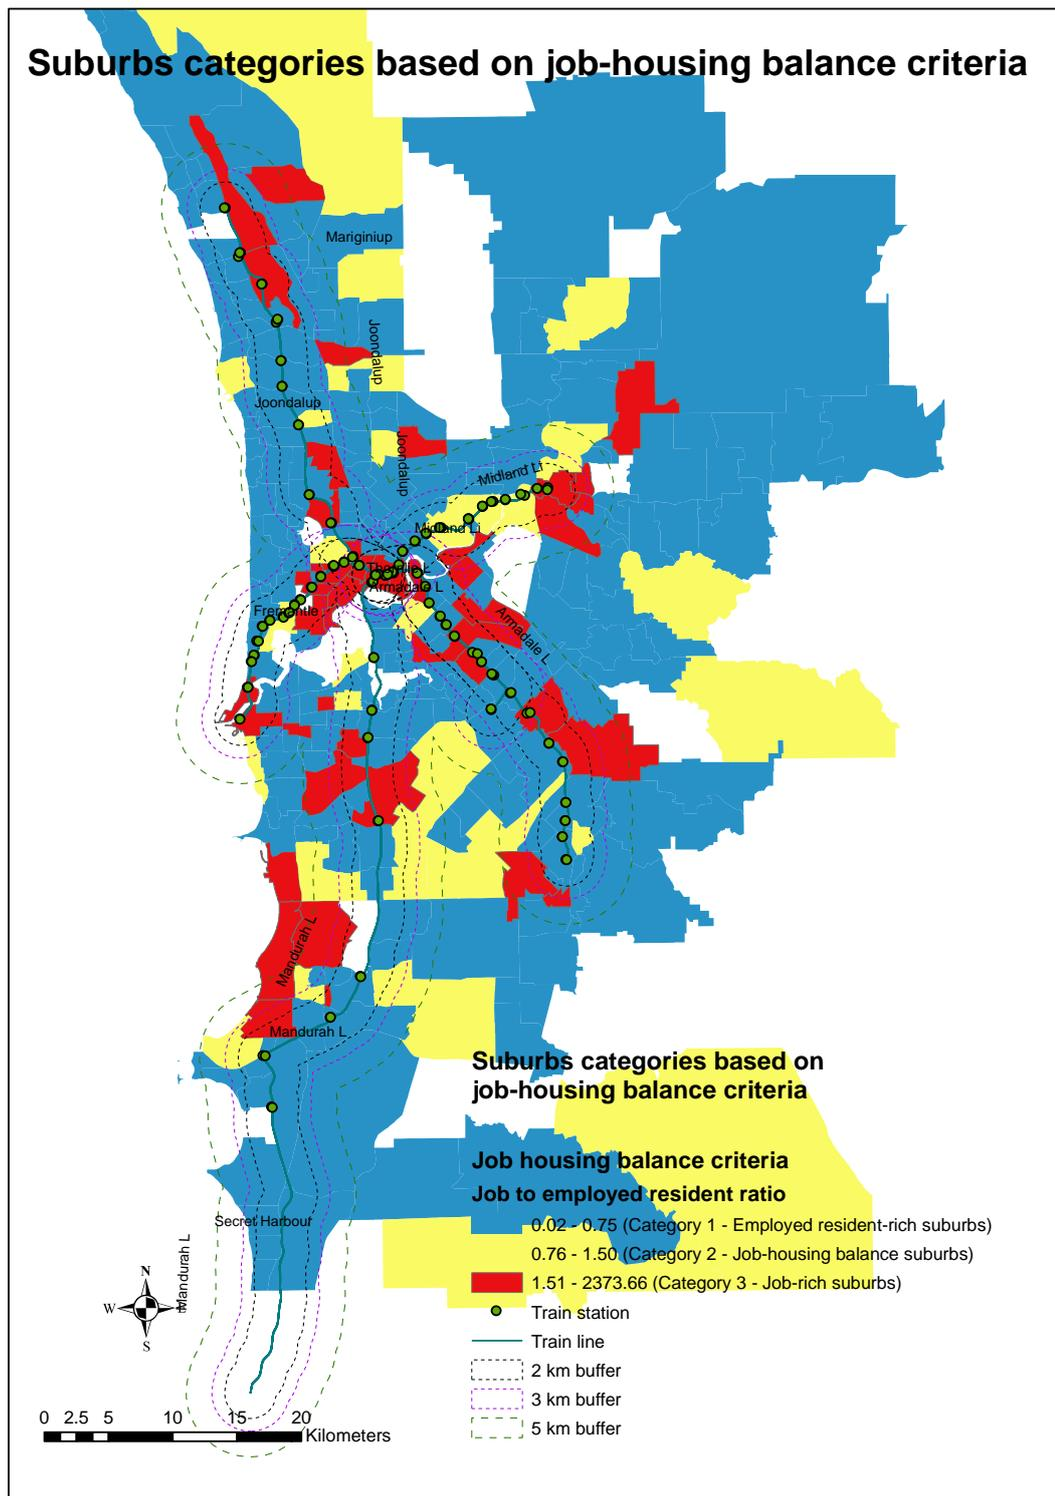 Suburbs categories based on job-housing balance criteria
Mariginiup
Joondalup
Joondalup
Joondalup
Midland Li
Midland Li
Armadale L
Fremantle
Armadale L
Mandurah L
Mandurah L
Secret Harbour
Mandurah L
Suburbs categories based on
job-housing balance criteria
Job housing balance criteria
Job to employed resident ratio
0.02 - 0.75 (Category 1 - Employed resident-rich suburbs)
0.76 - 1.50 (Category 2 - Job-housing balance suburbs)
1.51 - 2373.66 (Category 3 - Job-rich suburbs)
Train station
Train line
2 km buffer
3 km buffer
5 km buffer
N
W
E
S
0 2.5 5 10 15 20
Kilometers